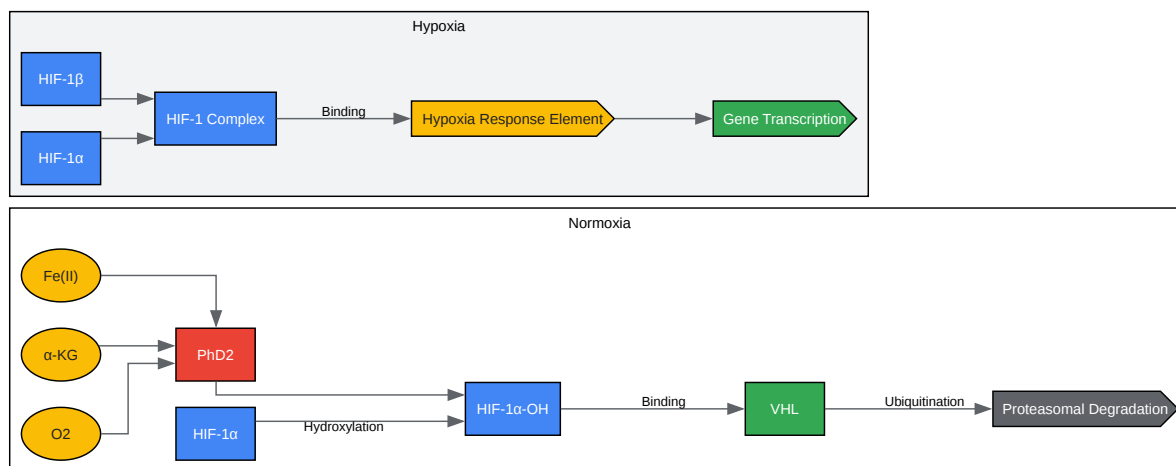 Hypoxia
HIF-1β
HIF-1α
HIF-1 Complex
Binding
Hypoxia Response Element
Gene Transcription
Normoxia
Fe(II)
α-KG
O2
PhD2
HIF-1α
Hydroxylation
HIF-1α-OH
Binding
VHL
Ubiquitination
Proteasomal Degradation